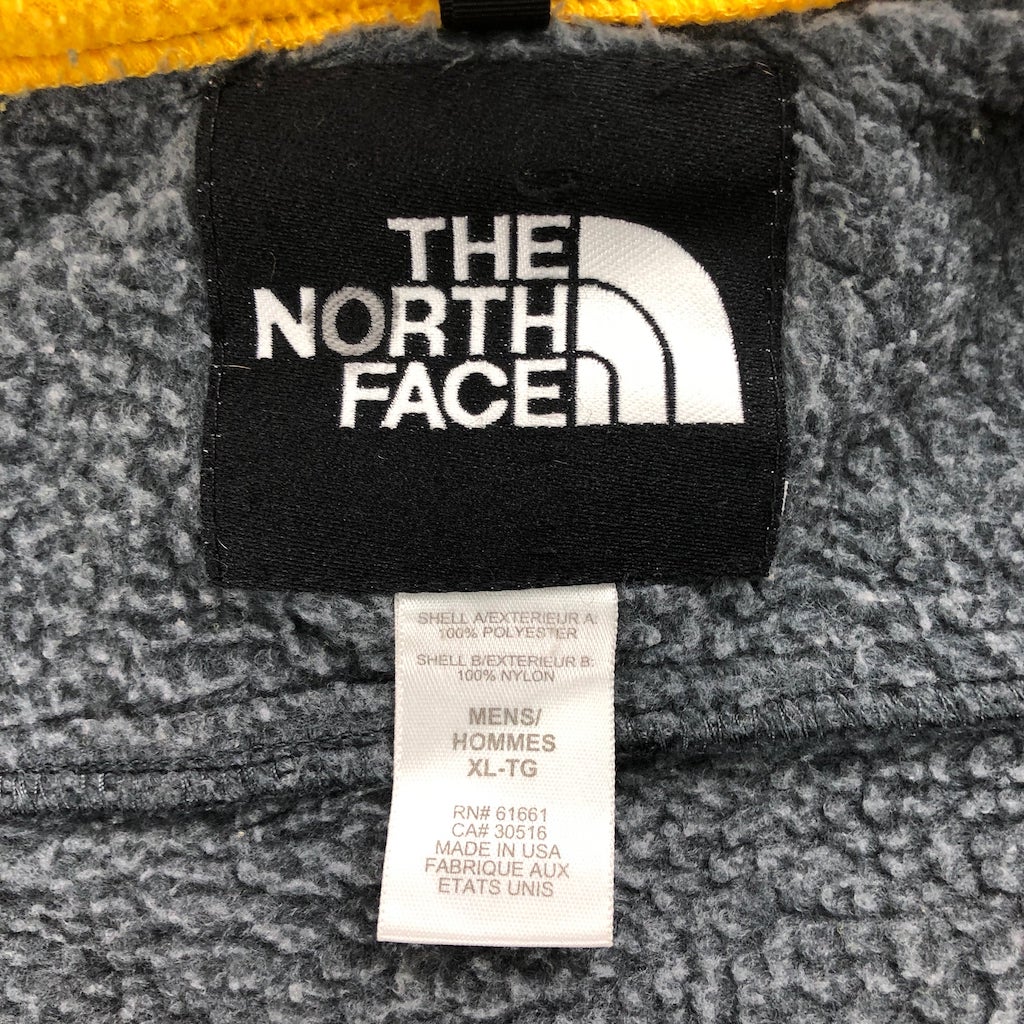 THE
NORTH
FACE
SHELL A/EXTERIEUR A:
100% POLYESTER
SHELL B/EXTERIEUR B:
100% NYLON
MENS/
HOMMES
XL-TG
RN# 61661
CA# 30516
MADE IN USA
FABRIQUE AUX
ETATS UNIS